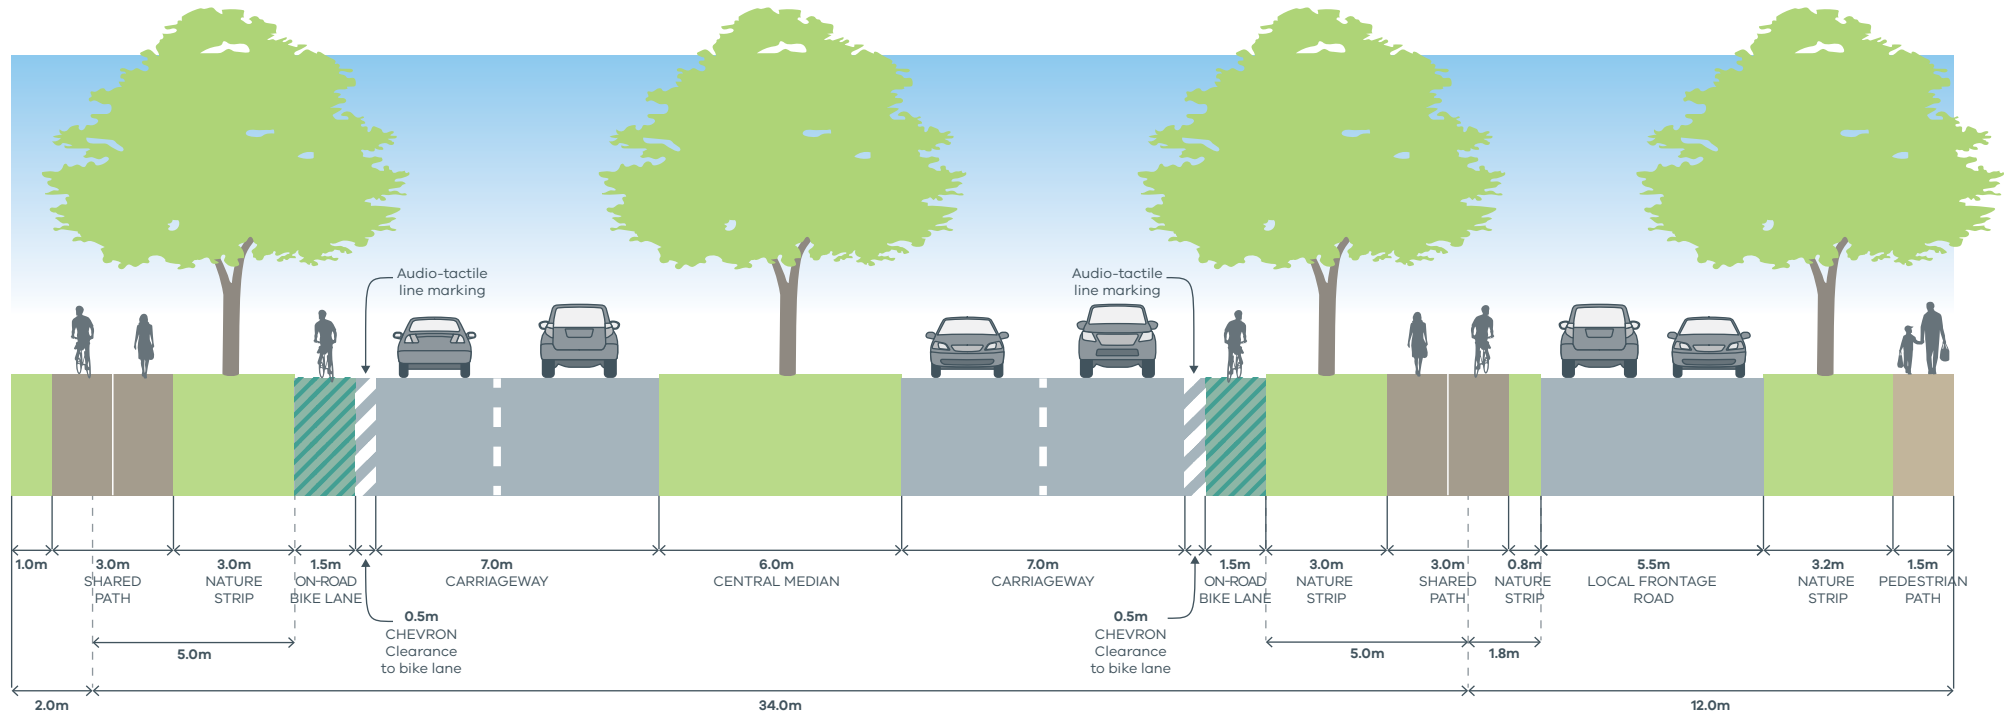 Audio-tactile
line marking
Audio-tactile
line marking
1.0m
3.0m
SHARED
PATH
3.0m
NATURE
STRIP
1.5m
ON-ROAD
BIKE LANE
0.5m
CHEVRON
Clearance
to bike lane
7.0m
CARRIAGEWAY
6.0m
CENTRAL MEDIAN
7.0m
CARRIAGEWAY
0.5m
CHEVRON
Clearance
to bike lane
1.5m
ON-ROAD
BIKE LANE
3.0m
NATURE
STRIP
3.0m
SHARED
PATH
0.8m
NATURE
STRIP
5.5m
LOCAL FRONTAGE
ROAD
3.2m
NATURE
STRIP
1.5m
PEDESTRIAN
PATH
5.0m
5.0m
1.8m
2.0m
34.0m
12.0m